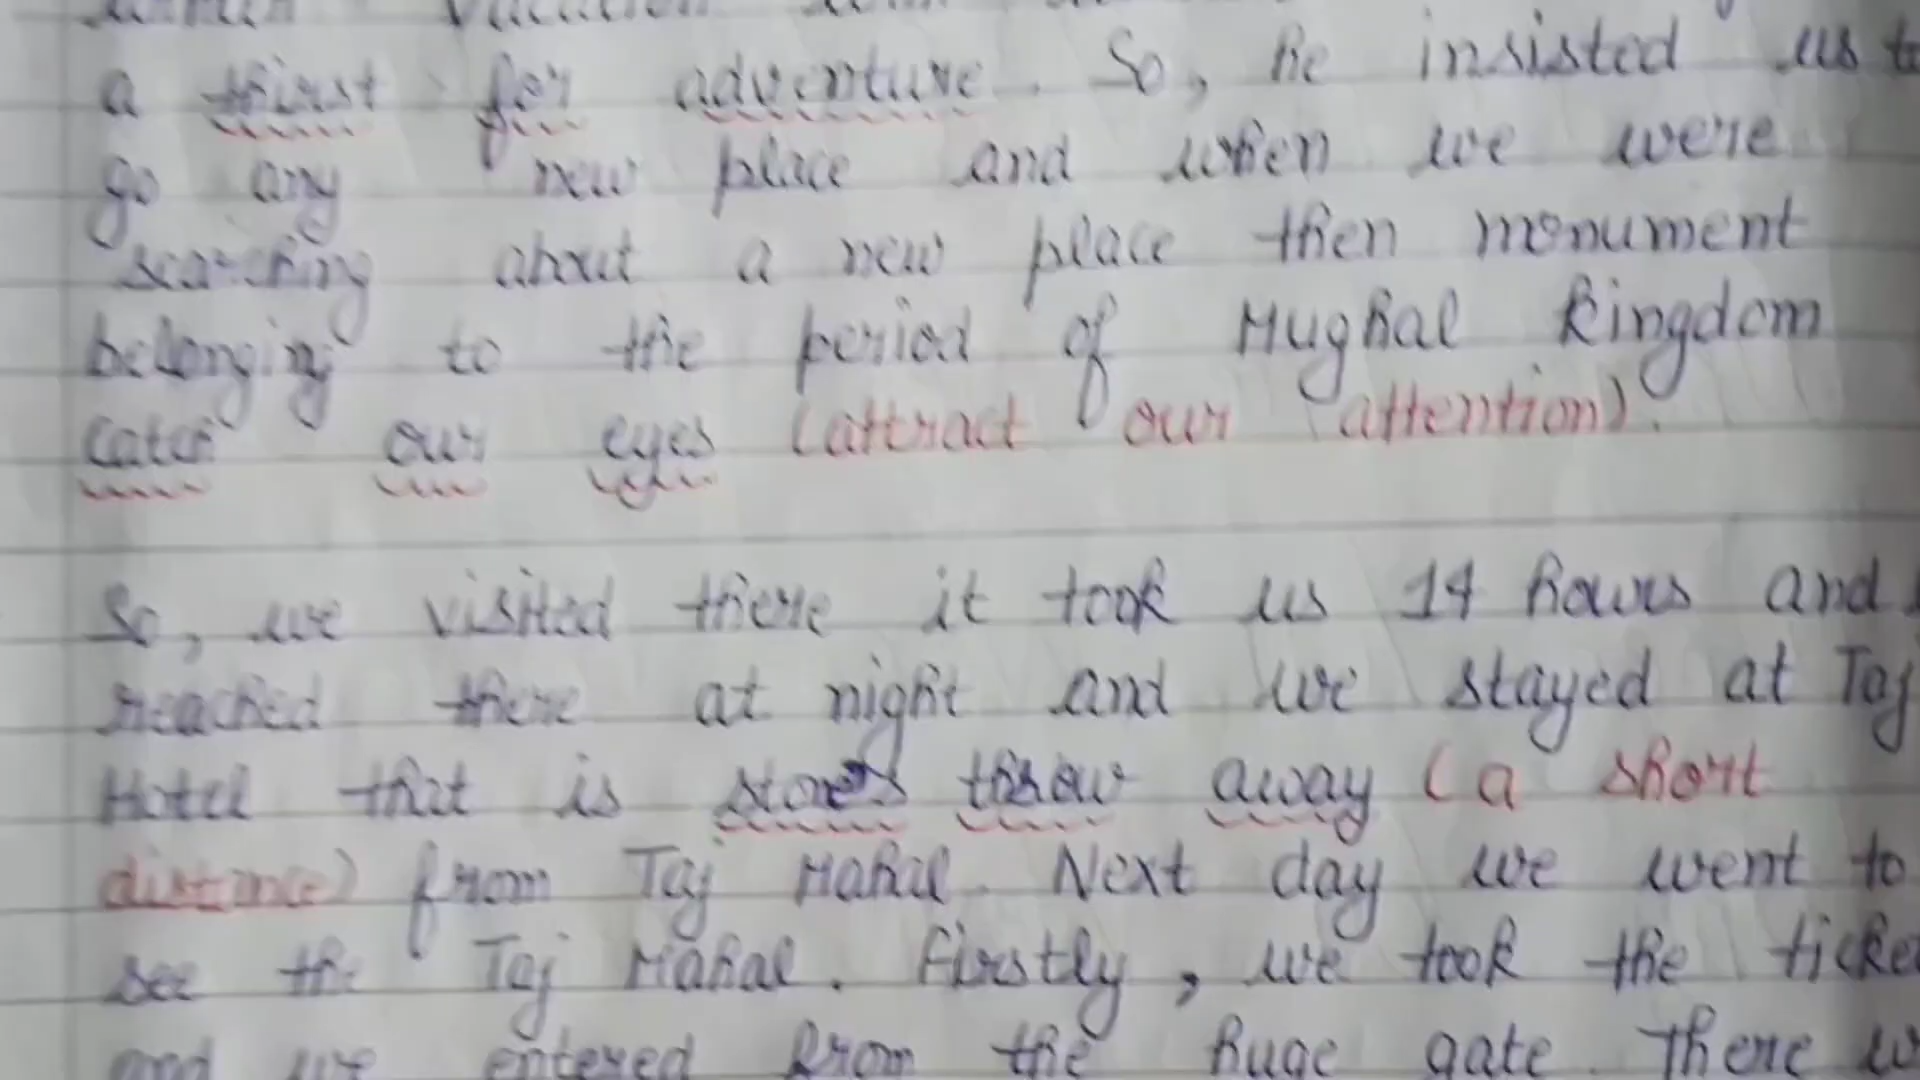 vacation
a thirst for adventure. So, he insisted us to
go any new place and when we were
searching about a new place then monument
belonging to the period of Mughal Kingdom
catch our eyes (attract our attention).
So, we visited there it took us 14 hours and
reached there at night and we stayed at Taj
Hotel that is stones throw away (a short
distance) from Taj Mahal. Next day we went to
see the Taj Mahal. Firstly, we took the
and we entered from the huge gate. There